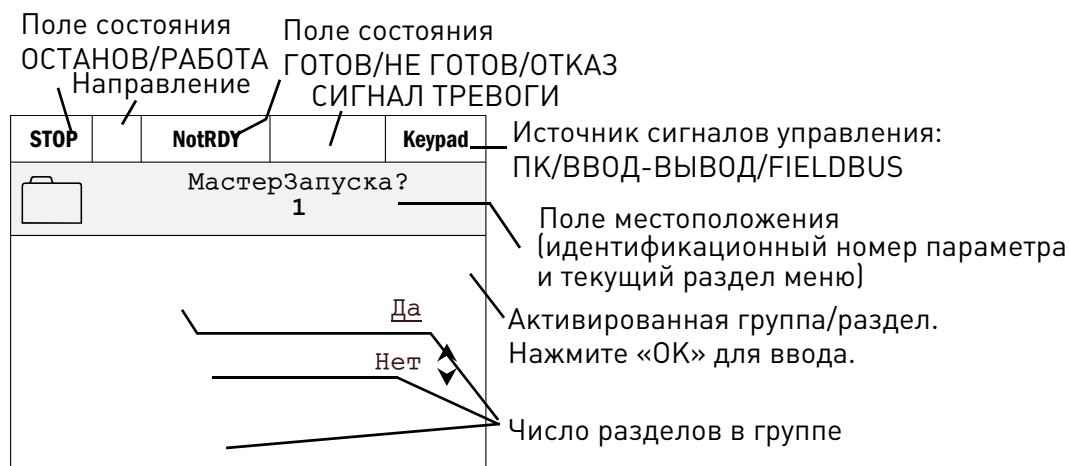 Поле состояния
ОСТАНОВ/РАБОТА
Направление
Поле состояния
ГОТОВ/НЕ ГОТОВ/ОТКАЗ
СИГНАЛ ТРЕВОГИ
STOP
NotRDY
Keypad
Источник сигналов управления:
ПК/ВВОД-ВЫВОД/FIELDBUS
МастерЗапуска?
1
Поле местоположения
(идентификационный номер параметра
и текущий раздел меню)
Да
Активированная группа/раздел.
Нажмите «ОК» для ввода.
Нет
Число разделов в группе